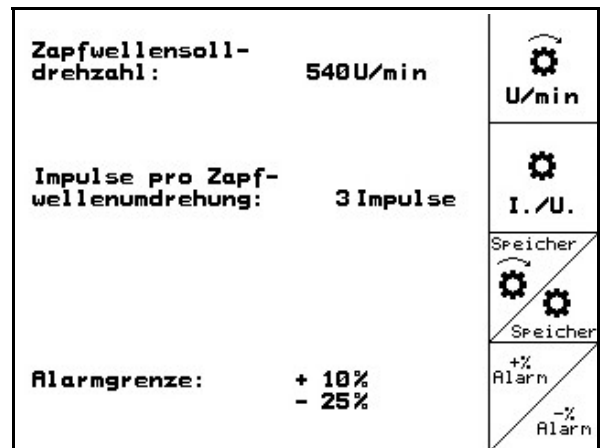 Zapfwellensoll-
drehzahl: 540U/min
U/min
Impulse pro Zapf-
wellenumdrehung: 3 Impulse
I./U.
Speicher
Speicher
Alarmgrenze: + 10%
- 25%
+%
Alarm
-%
Alarm